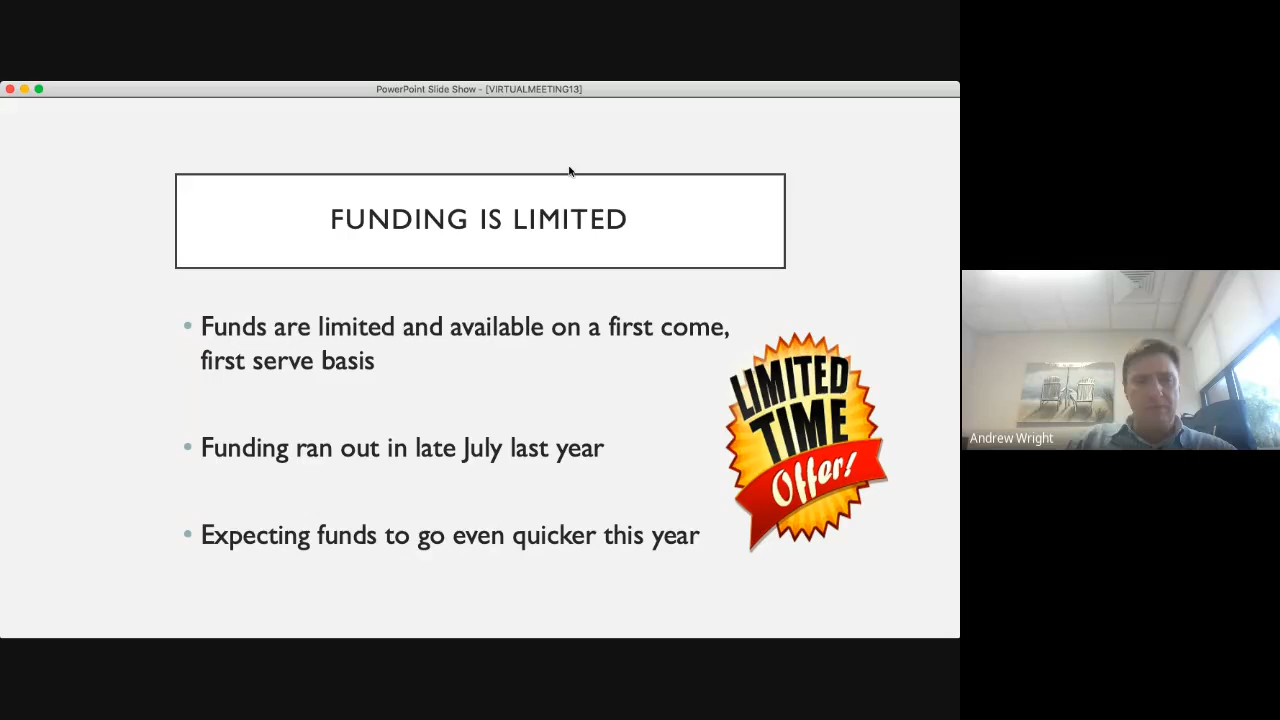 PowerPoint Slide Show - [VIRTUALMEETING13]
FUNDING IS LIMITED
• Funds are limited and available on a first come,
first serve basis
• Funding ran out in late July last year
• Expecting funds to go even quicker this year
LIMITED
TIME
Offer!
Andrew Wright